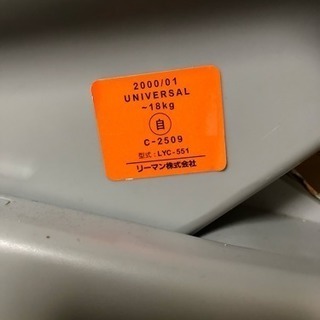 2000/01
UNIVERSAL
~18kg
自
C-2509
型式:LYC-551
リーマン株式会社